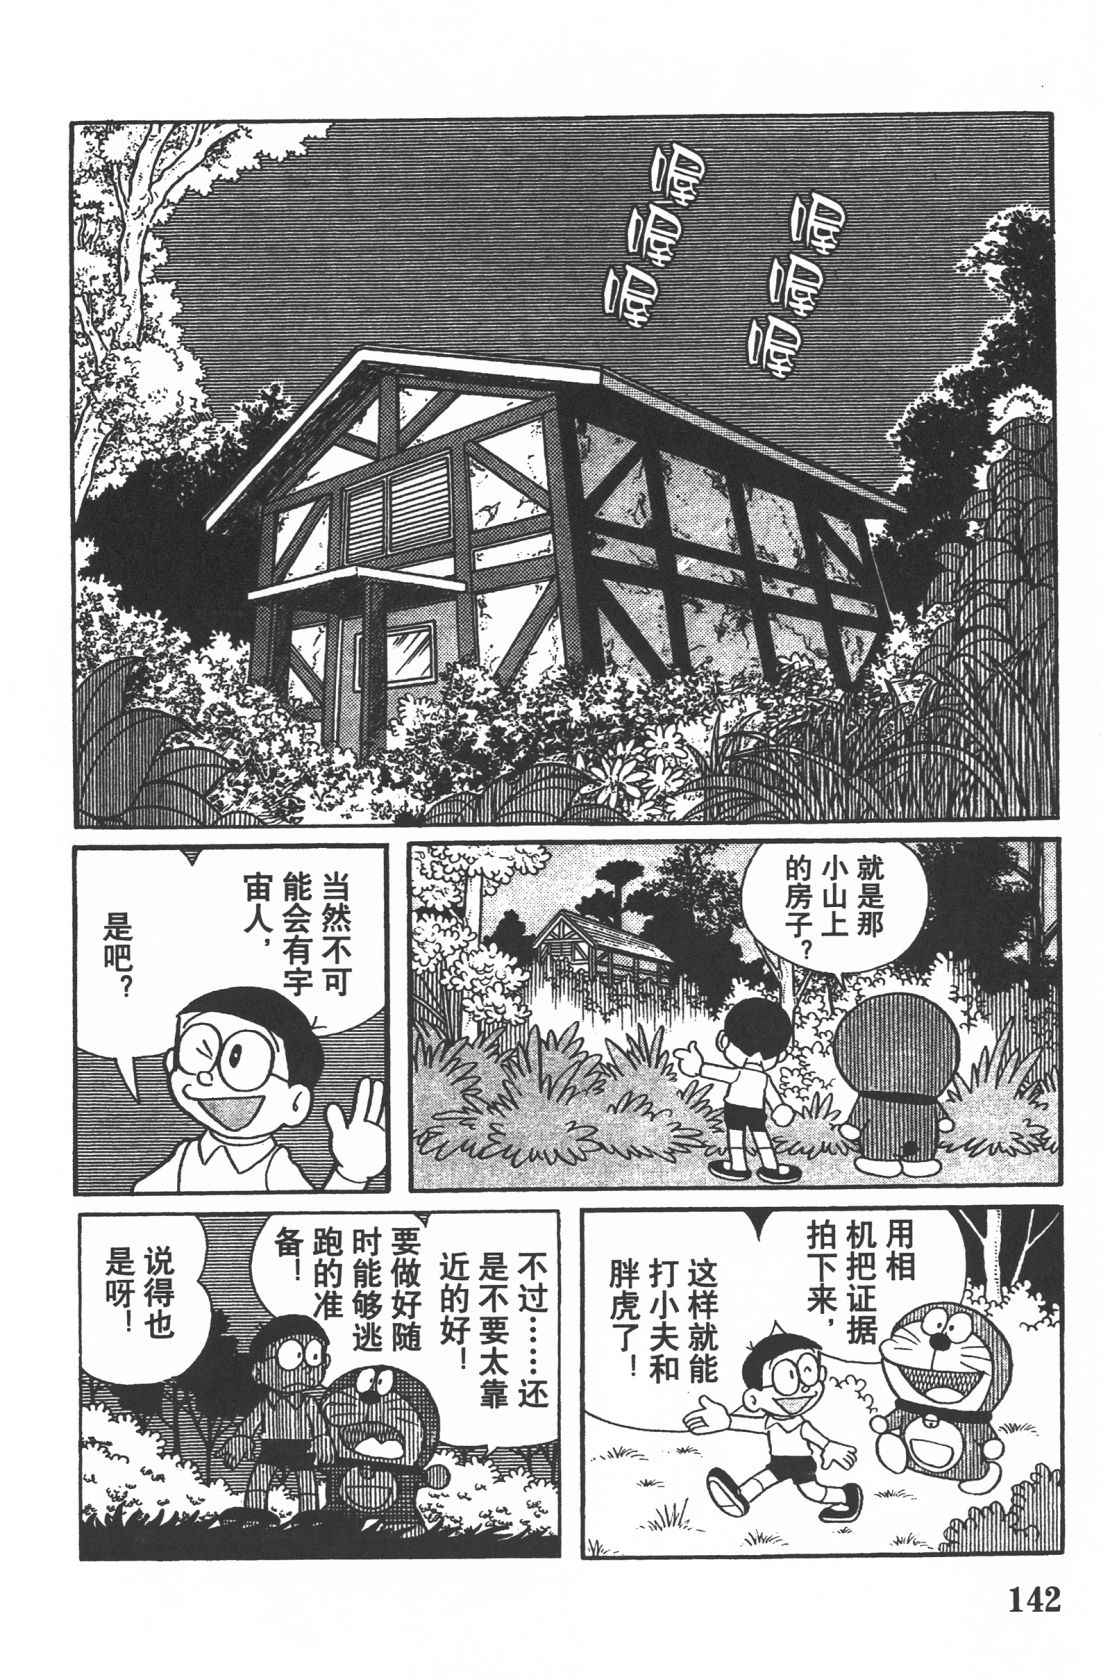 喔
喔
喔
喔
喔
喔
就是那
小山上
的房子？
当然不可
能会有宇
宙人，
是吧？
用相
机把证据
拍下来，
这样就能
打小夫和
胖虎了！
不过……还
是不要太靠
近的好！
要做好随
时能够逃
跑的准
备！
说得也
是呀！
142